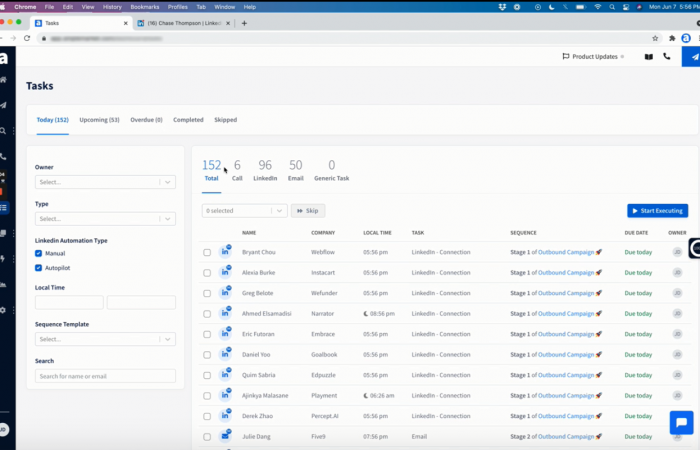 Chrome File Edit View History Bookmarks Profiles Tab Window Help
Mon Jun 7 5:56 PM
Tasks
(16) Chase Thompson | LinkedIn
Product Updates
Tasks
Today (152) Upcoming (53) Overdue (0) Completed Skipped
Owner
Select...
Type
Select...
Linkedin Automation Type
Manual
Autopilot
Local Time
Sequence Template
Select...
Search
Search for name or email
152 6 96 50 0
Total Call LinkedIn Email Generic Task
0 selected Skip Start Executing
NAME COMPANY LOCAL TIME TASK SEQUENCE DUE DATE OWNER
Bryant Chou Webflow 05:56 pm LinkedIn - Connection Stage 1 of Outbound Campaign 🚀 Due today JD
Alexia Burke Instacart 05:56 pm LinkedIn - Connection Stage 1 of Outbound Campaign 🚀 Due today JD
Greg Belote Wefunder 05:56 pm LinkedIn - Connection Stage 1 of Outbound Campaign 🚀 Due today JD
Ahmed Elsamadisi Narrator 08:56 pm LinkedIn - Connection Stage 1 of Outbound Campaign 🚀 Due today JD
Eric Futoran Embrace 05:56 pm LinkedIn - Connection Stage 1 of Outbound Campaign 🚀 Due today JD
Daniel Yoo Goalbook 05:56 pm LinkedIn - Connection Stage 1 of Outbound Campaign 🚀 Due today JD
Quim Sabria Edpuzzle 05:56 pm LinkedIn - Connection Stage 1 of Outbound Campaign 🚀 Due today JD
Ajinkya Malasane Playment 06:26 am LinkedIn - Connection Stage 1 of Outbound Campaign 🚀 Due today JD
Derek Zhao Percept.AI 05:56 pm LinkedIn - Connection Stage 1 of Outbound Campaign 🚀 Due today JD
Julie Dang Five9 07:56 pm Email Stage 2 of Outbound Campaign 🚀 Due today JD
JD